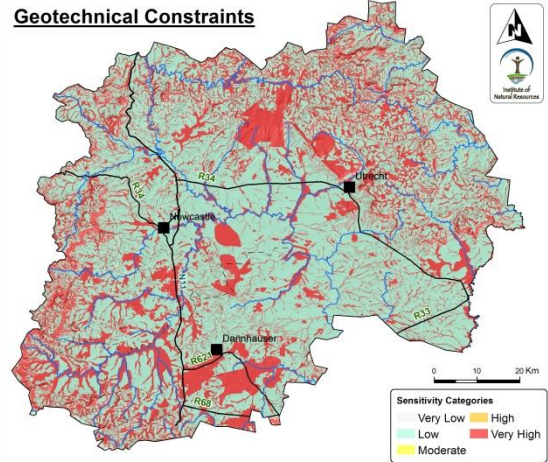 Geotechnical Constraints
N
Institute of
Natural Resources
R34
Utrecht
R34
Newcastle
N11
R33
Dannhauser
R621
R68
0 10 20 Km
Sensitivity Categories
Very Low High
Low Very High
Moderate